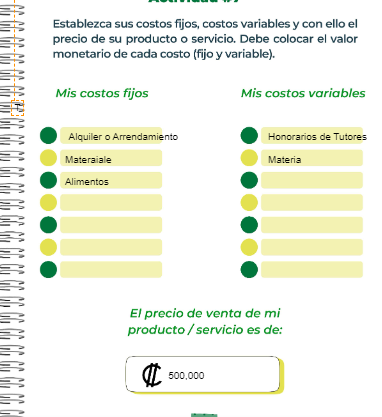 Establezca sus costos fijos, costos variables y con ello el
precio de su producto o servicio. Debe colocar el valor
monetario de cada costo (fijo y variable).
Mis costos fijos
Mis costos variables
Alquiler o Arrendamiento
Honorarios de Tutores
Materaiale
Materia
Alimentos
El precio de venta de mi
producto / servicio es de:
₡ 500,000